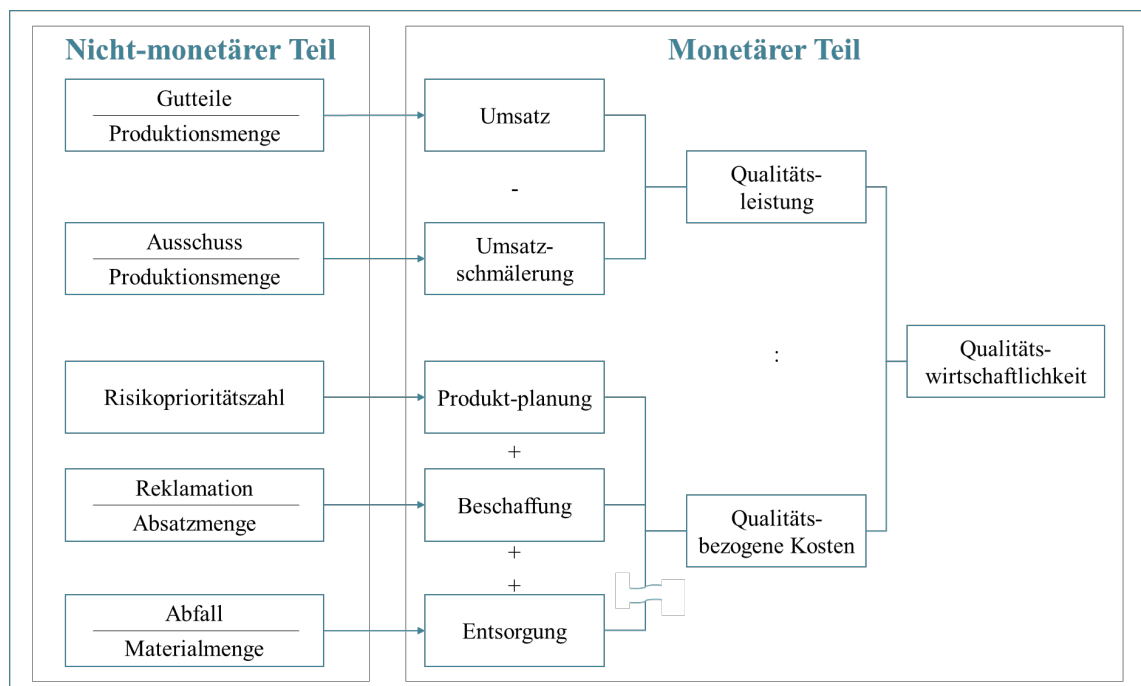 Nicht-monetärer Teil
Monetärer Teil
Gutteile
Produktionsmenge
Umsatz
-
Qualitäts-
leistung
Ausschuss
Produktionsmenge
Umsatz-
schmälerung
:
Qualitäts-
wirtschaftlichkeit
Risikoprioritätszahl
Produkt-planung
+
Reklamation
Absatzmenge
Beschaffung
Qualitäts-
bezogene Kosten
+
+
Abfall
Materialmenge
Entsorgung